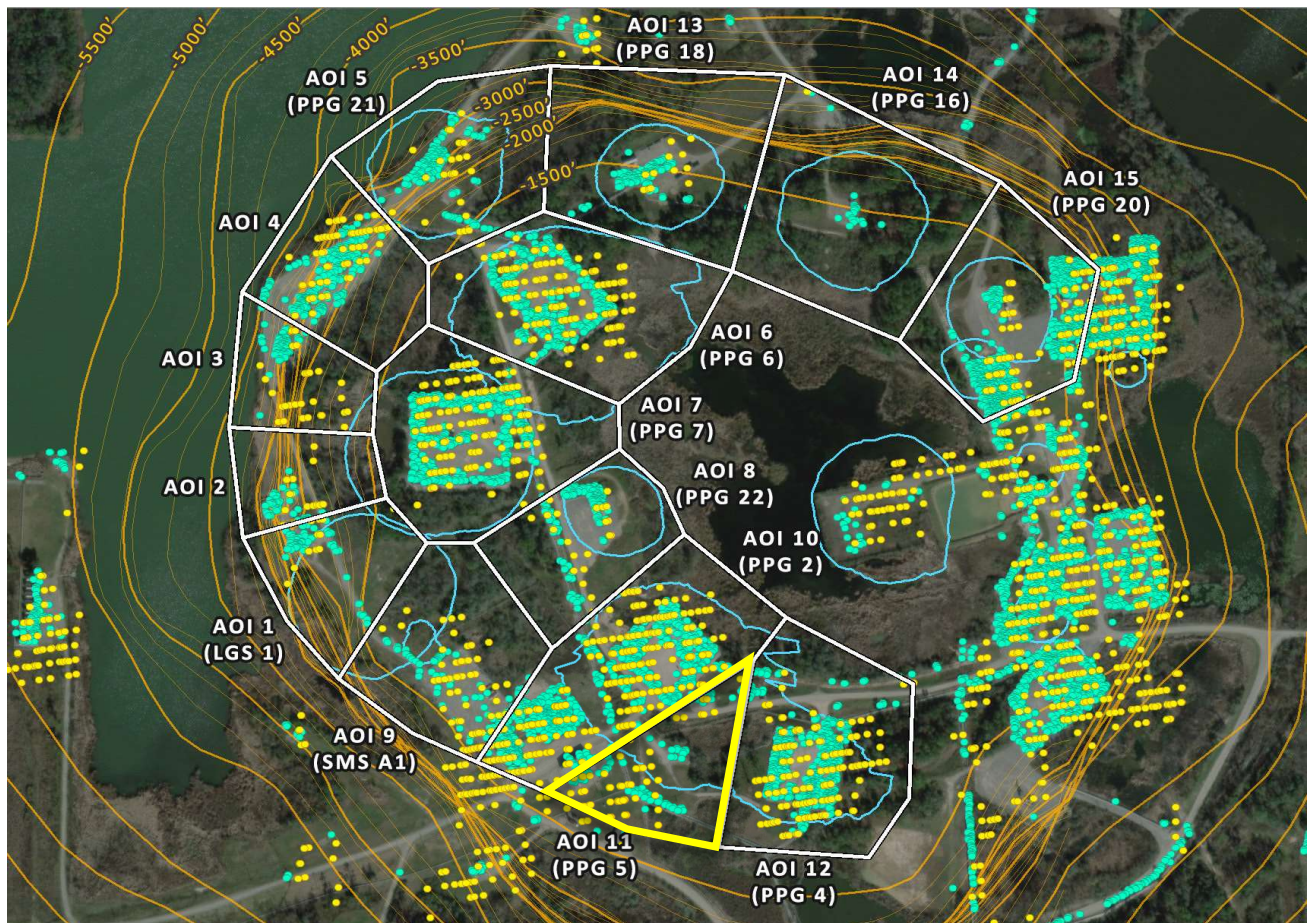 -5500’
-5000’
-4500’
-4000’
-3500’
AOI 13
(PPG 18)
AOI 5
(PPG 21)
AOI 14
(PPG 16)
-3000’
-2500’
-2000’
-1500’
AOI 15
(PPG 20)
AOI 4
AOI 3
AOI 6
(PPG 6)
AOI 7
(PPG 7)
AOI 2
AOI 8
(PPG 22)
AOI 10
(PPG 2)
AOI 1
(LGS 1)
AOI 9
(SMS A1)
AOI 11
(PPG 5)
AOI 12
(PPG 4)